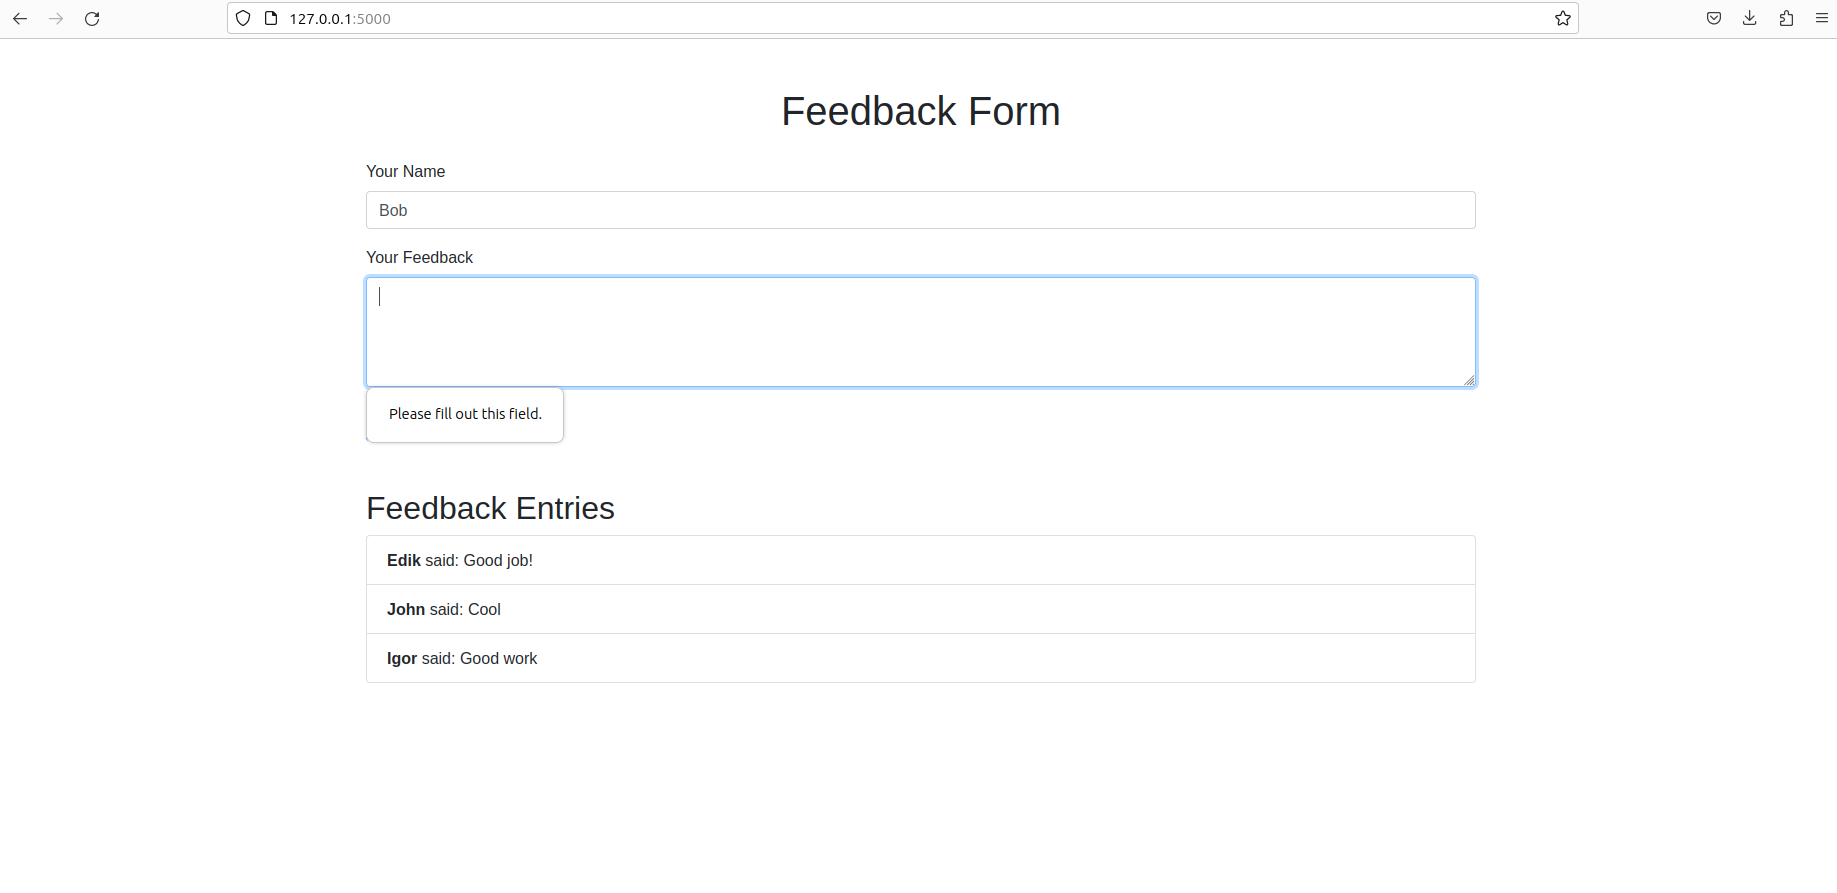 127.0.0.1:5000
Feedback Form
Your Name
Bob
Your Feedback
Please fill out this field.
Feedback Entries
Edik said: Good job!
John said: Cool
Igor said: Good work